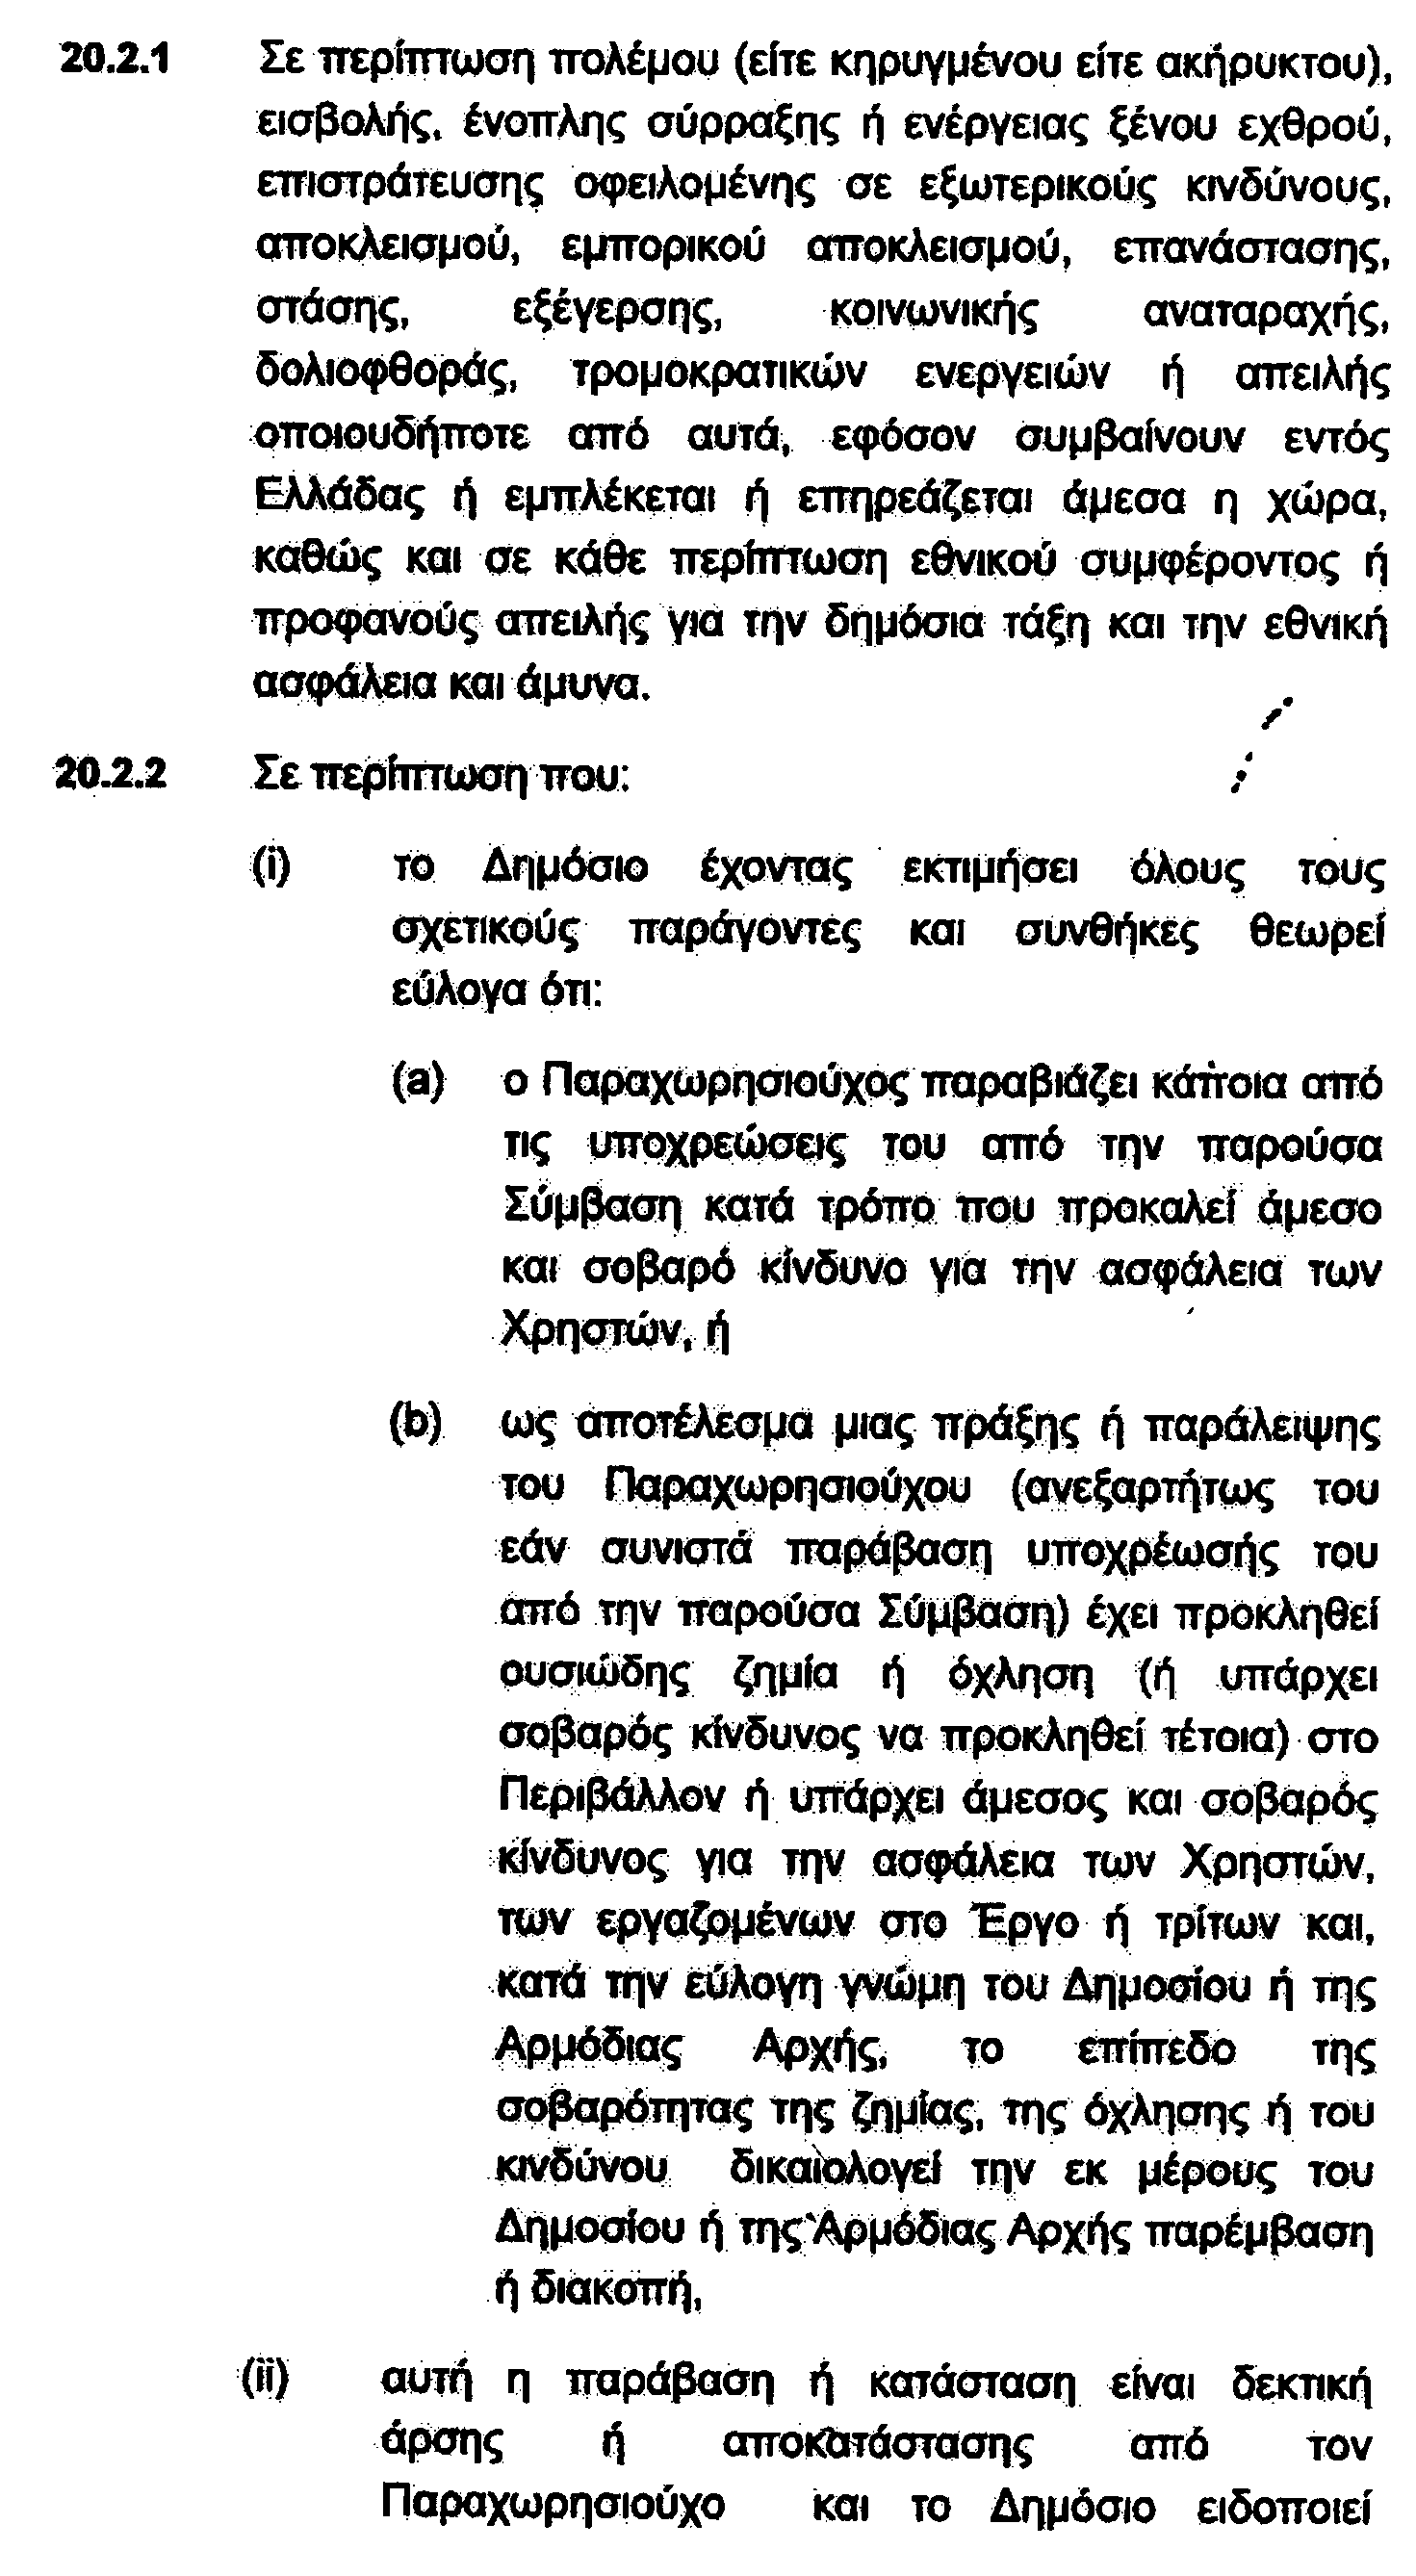 20.2.1 Σε περίπτωση πολέμου (είτε κηρυγμένου είτε ακήρυκτου),
εισβολής, ένοπλης σύρραξης ή ενέργειας ξένου εχθρού,
επιστράτευσης οφειλομένης σε εξωτερικούς κινδύνους,
αποκλεισμού, εμπορικού αποκλεισμού, επανάστασης,
στάσης, εξέγερσης, κοινωνικής αναταραχής,
δολιοφθοράς, τρομοκρατικών ενεργειών ή απειλής
οποιουδήποτε από αυτά, εφόσον συμβαίνουν εντός
Ελλάδας ή εμπλέκεται ή επηρεάζεται άμεσα η χώρα,
καθώς και σε κάθε περίπτωση εθνικού συμφέροντος ή
προφανούς απειλής για την δημόσια τάξη και την εθνική
ασφάλεια και άμυνα.
20.2.2 Σε περίπτωση που:
(i) το Δημόσιο έχοντας εκτιμήσει όλους τους
σχετικούς παράγοντες και συνθήκες θεωρεί
εύλογα ότι:
(a) ο Παραχωρησιούχος παραβιάζει κάποια από
τις υποχρεώσεις του από την παρούσα
Σύμβαση κατά τρόπο που προκαλεί άμεσο
και σοβαρό κίνδυνο για την ασφάλεια των
Χρηστών, ή
(b) ως αποτέλεσμα μιας πράξης ή παράλειψης
του Παραχωρησιούχου (ανεξαρτήτως του
εάν συνιστά παράβαση υποχρέωσής του
από την παρούσα Σύμβαση) έχει προκληθεί
ουσιώδης ζημία ή όχληση (ή υπάρχει
σοβαρός κίνδυνος να προκληθεί τέτοια) στο
Περιβάλλον ή υπάρχει άμεσος και σοβαρός
κίνδυνος για την ασφάλεια των Χρηστών,
των εργαζομένων στο Έργο ή τρίτων και,
κατά την εύλογη γνώμη του Δημοσίου ή της
Αρμόδιας Αρχής, το επίπεδο της
σοβαρότητας της ζημίας, της όχλησης ή του
κινδύνου δικαιολογεί την εκ μέρους του
Δημοσίου ή της Αρμόδιας Αρχής παρέμβαση
ή διακοπή,
(ii) αυτή η παράβαση ή κατάσταση είναι δεκτική
άρσης ή αποκατάστασης από τον
Παραχωρησιούχο και το Δημόσιο ειδοποιεί